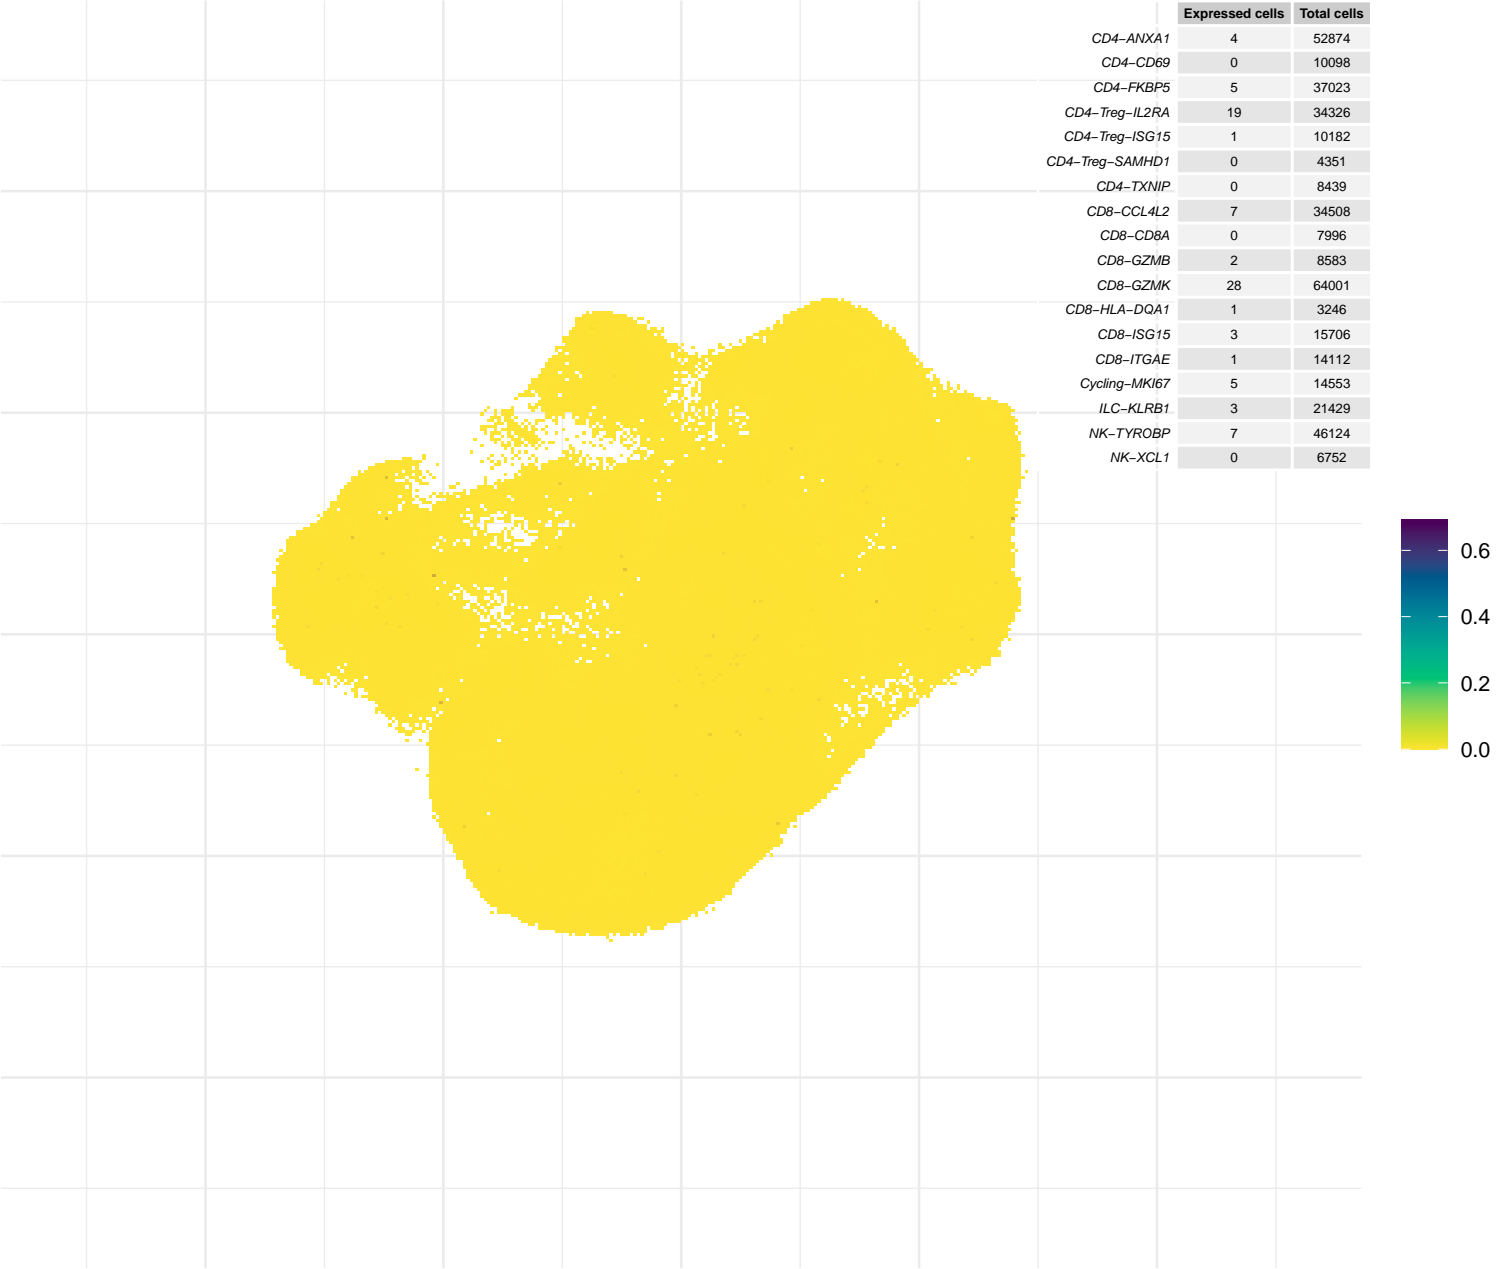 Expressed cells Total cells
CD4−ANXA1 4 52874
CD4−CD69 0 10098
CD4−FKBP5 5 37023
CD4−Treg−IL2RA 19 34326
CD4−Treg−ISG15 1 10182
CD4−Treg−SAMHD1 0 4351
CD4−TXNIP 0 8439
CD8−CCL4L2 7 34508
CD8−CD8A 0 7996
CD8−GZMB 2 8583
CD8−GZMK 28 64001
CD8−HLA−DQA1 1 3246
CD8−ISG15 3 15706
CD8−ITGAE 1 14112
Cycling−MKI67 5 14553
ILC−KLRB1 3 21429
NK−TYROBP 7 46124
NK−XCL1 0 6752
0.6
0.4
0.2
0.0